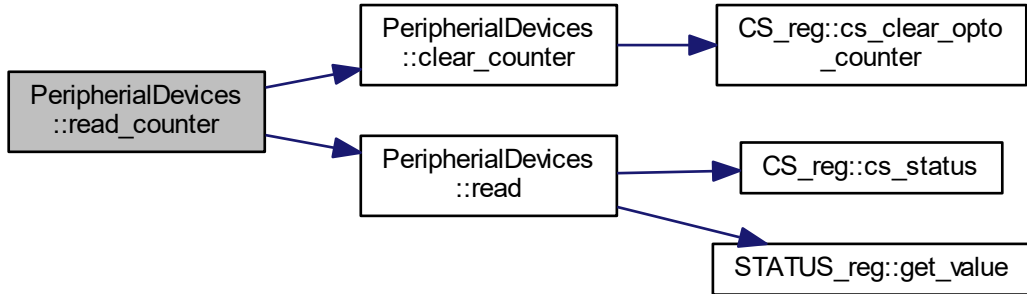 PeripherialDevices
::read_counter
PeripherialDevices
::clear_counter
CS_reg::cs_clear_opto
_counter
PeripherialDevices
::read
CS_reg::cs_status
STATUS_reg::get_value